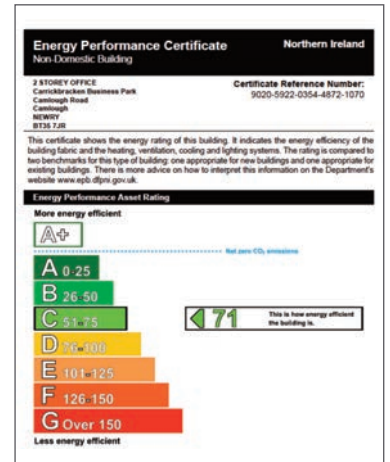 Energy Performance Certificate
Northern Ireland
Non-Domestic Building
2 STOREY OFFICE
Carrickbracken Business Park
Camlough Road
Camlough
NEWRY
BT35 7JR
Certificate Reference Number:
9020-5922-0354-4872-1070
This certificate shows the energy rating of this building. It indicates the energy efficiency of the
building fabric and the heating, ventilation, cooling and lighting systems. The rating is compared to
two benchmarks for this type of building: one appropriate for new buildings and one appropriate for
existing buildings. There is more advice on how to interpret this information on the Department's
website www.epb.dfpni.gov.uk.
Energy Performance Asset Rating
More energy efficient
A+
Net zero CO₂ emissions
A 0-25
B 26-50
C 51-75
71
This is how energy efficient
the building is.
D 76-100
E 101-125
F 126-150
G Over 150
Less energy efficient